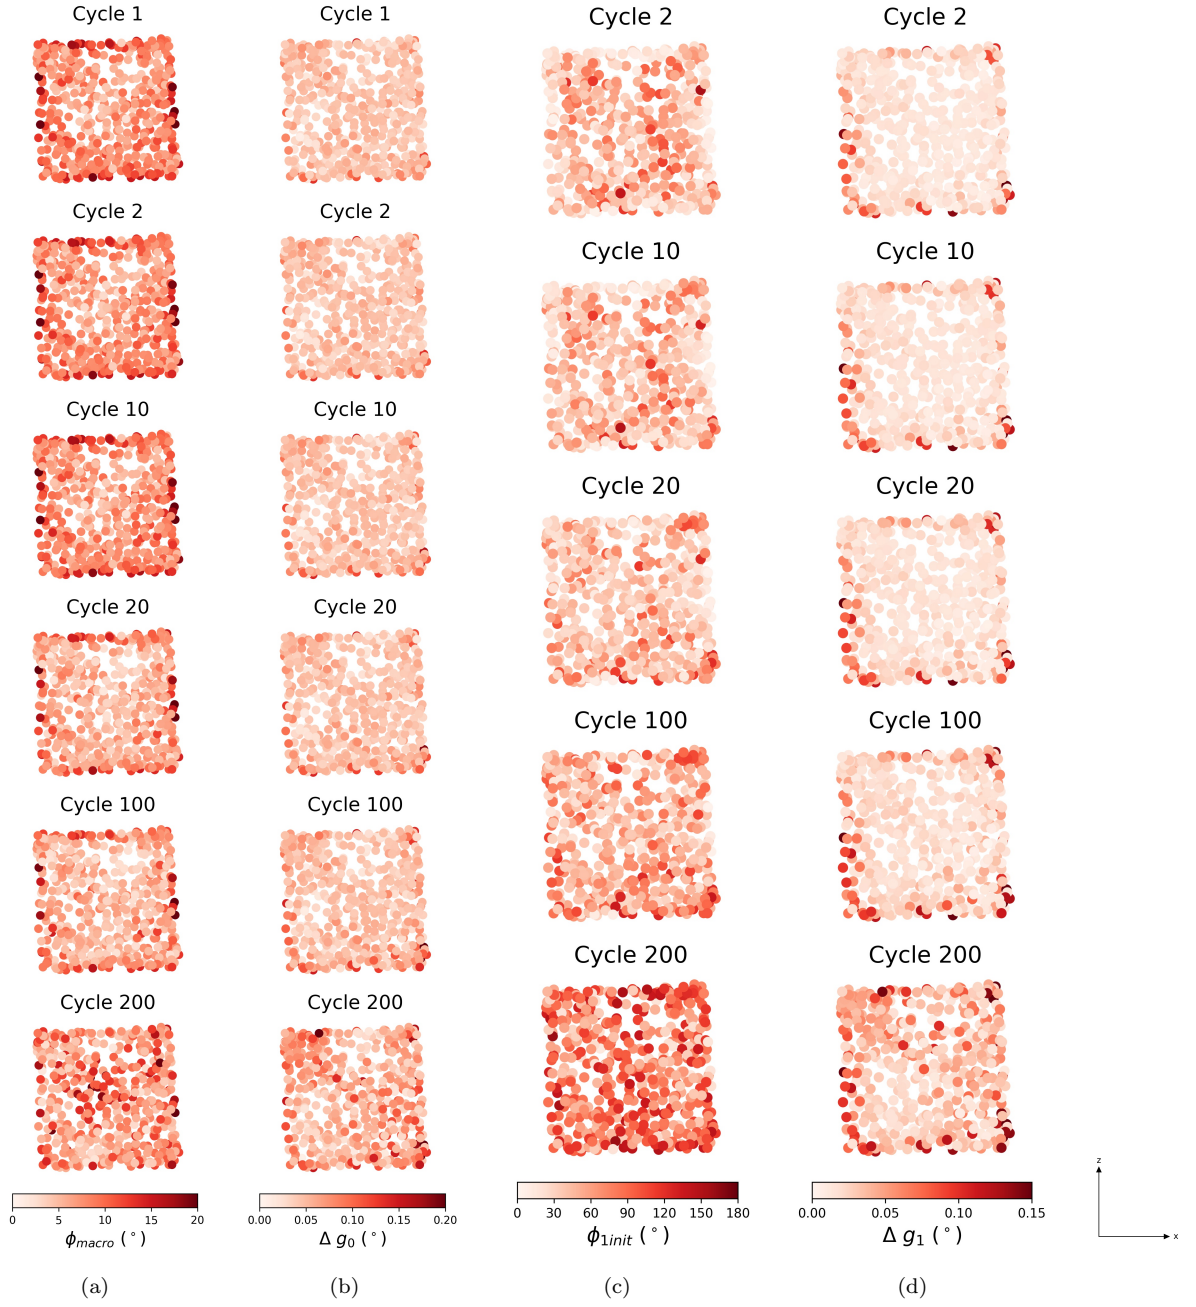 Cycle 1
Cycle 2
Cycle 10
Cycle 20
Cycle 100
Cycle 200
0 5 10 15 20
ϕmacro (°)
(a)
Cycle 1
Cycle 2
Cycle 10
Cycle 20
Cycle 100
Cycle 200
0.00 0.05 0.10 0.15 0.20
Δ g0 (°)
(b)
Cycle 2
Cycle 10
Cycle 20
Cycle 100
Cycle 200
0 30 60 90 120 150 180
ϕ1init (°)
(c)
Cycle 2
Cycle 10
Cycle 20
Cycle 100
Cycle 200
0.00 0.05 0.10 0.15
Δ g1 (°)
(d)
z
x